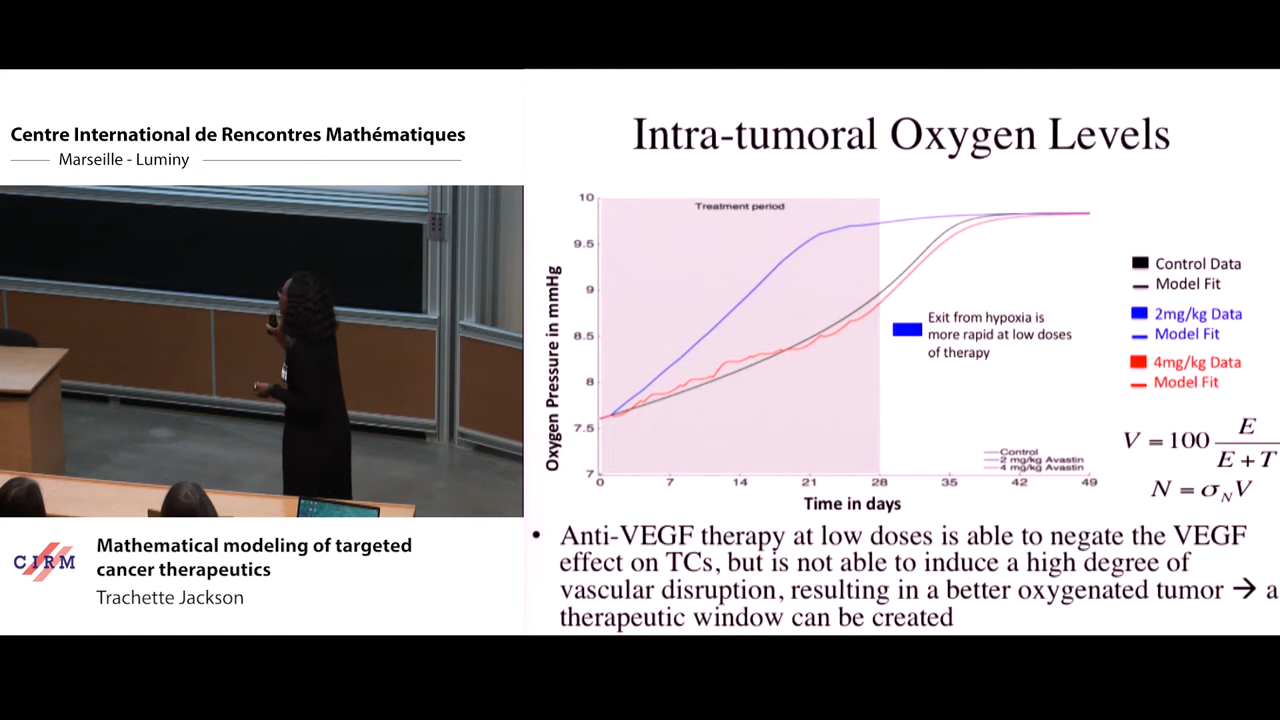 Centre International de Rencontres Mathématiques
Marseille - Luminy
CIRM
Mathematical modeling of targeted
cancer therapeutics
Trachette Jackson
Intra-tumoral Oxygen Levels
Oxygen Pressure in mmHg
10
9.5
9
8.5
8
7.5
7
Treatment period
Exit from hypoxia is
more rapid at low doses
of therapy
Control
2 mg/kg Avastin
4 mg/kg Avastin
0 7 14 21 28 35 42 49
Time in days
Control Data
Model Fit
2mg/kg Data
Model Fit
4mg/kg Data
Model Fit
V = 100 E / E + T
N = σ_N V
• Anti-VEGF therapy at low doses is able to negate the VEGF
effect on TCs, but is not able to induce a high degree of
vascular disruption, resulting in a better oxygenated tumor → a
therapeutic window can be created